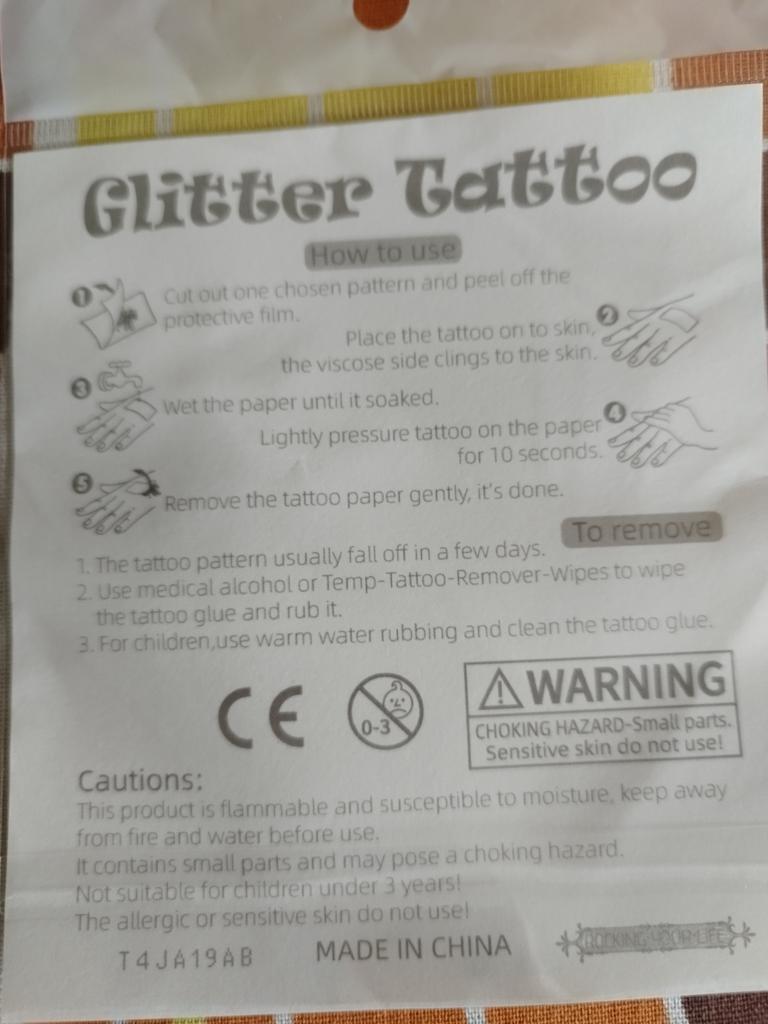 Glitter Tattoo
How to use
1 Cut out one chosen pattern and peel off the
protective film.
2 Place the tattoo on to skin,
the viscose side clings to the skin.
3 Wet the paper until it soaked.
4 Lightly pressure tattoo on the paper
for 10 seconds.
5 Remove the tattoo paper gently, it's done.
To remove
1. The tattoo pattern usually fall off in a few days.
2. Use medical alcohol or Temp-Tattoo-Remover-Wipes to wipe
the tattoo glue and rub it.
3. For children,use warm water rubbing and clean the tattoo glue.
CE
0-3
WARNING
CHOKING HAZARD-Small parts.
Sensitive skin do not use!
Cautions:
This product is flammable and susceptible to moisture, keep away
from fire and water before use.
It contains small parts and may pose a choking hazard.
Not suitable for children under 3 years!
The allergic or sensitive skin do not use!
T4JA19AB
MADE IN CHINA
YOUR LIFE